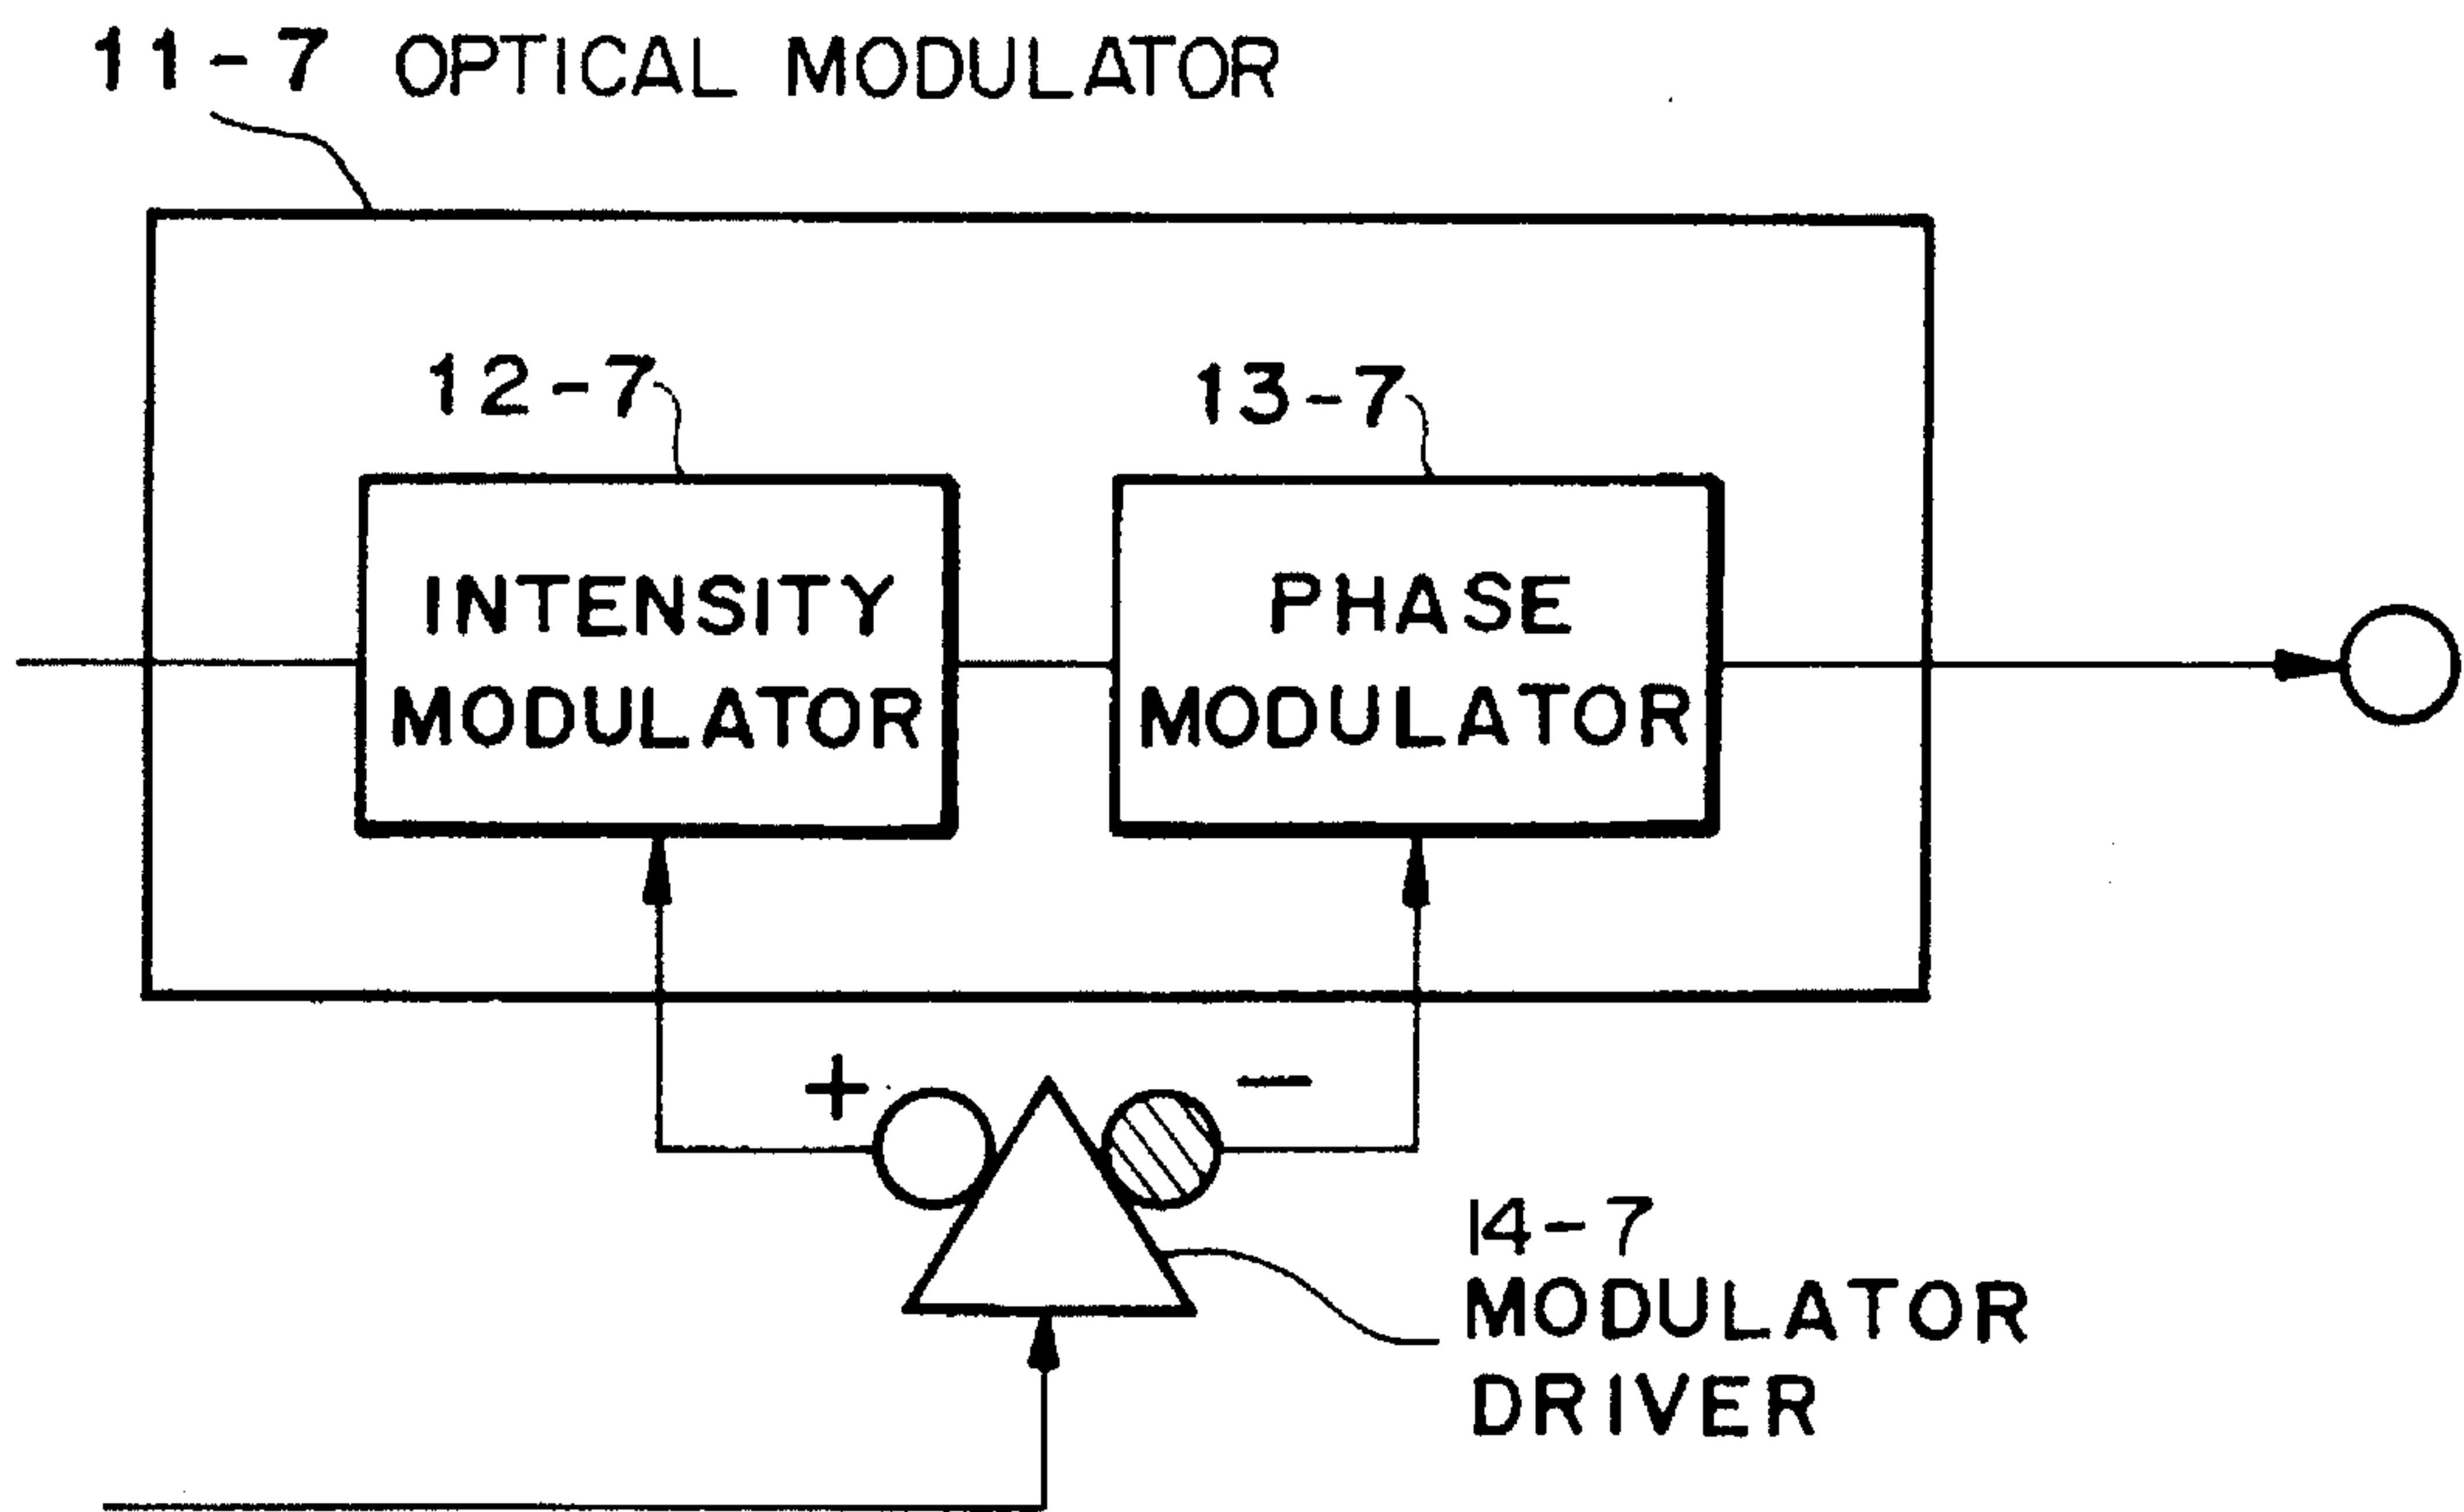 11-7 OPTICAL MODULATOR
12-7
13-7
INTENSITY
MODULATOR
PHASE
MODULATOR
+
−
14-7
MODULATOR
DRIVER